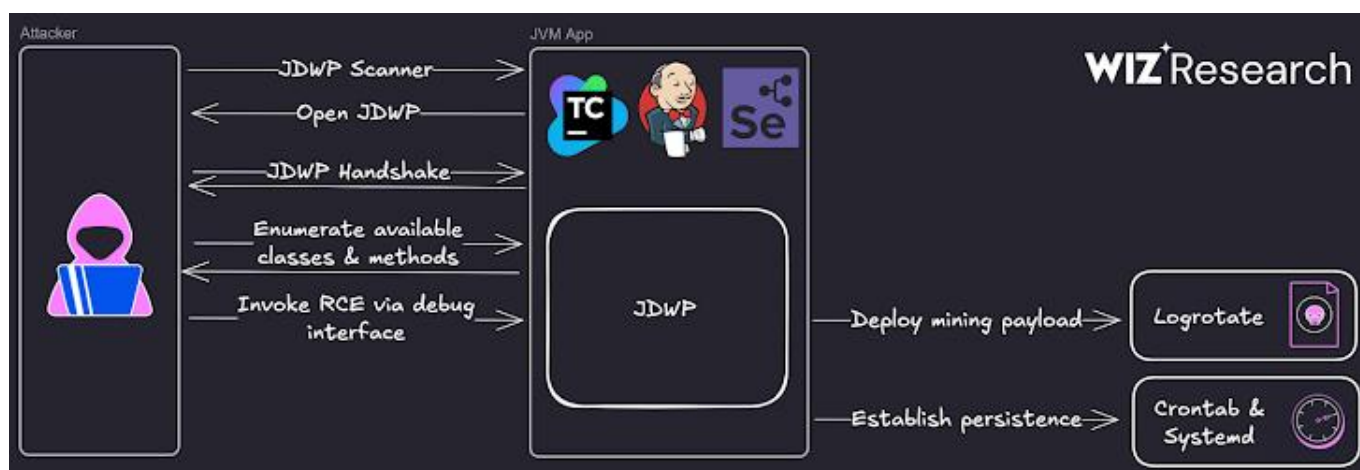 Attacker
JVM App
WIZ Research
JDWP Scanner
Open JDWP
TC
Se
JDWP Handshake
Enumerate available
classes & methods
Invoke RCE via debug
interface
JDWP
Deploy mining payload
Logrotate
Establish persistence
Crontab &
Systemd